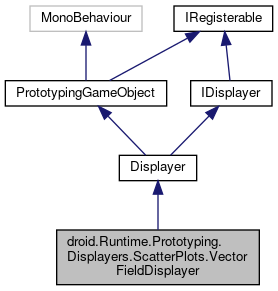 MonoBehaviour
IRegisterable
PrototypingGameObject
IDisplayer
Displayer
droid.Runtime.Prototyping.
Displayers.ScatterPlots.Vector
FieldDisplayer